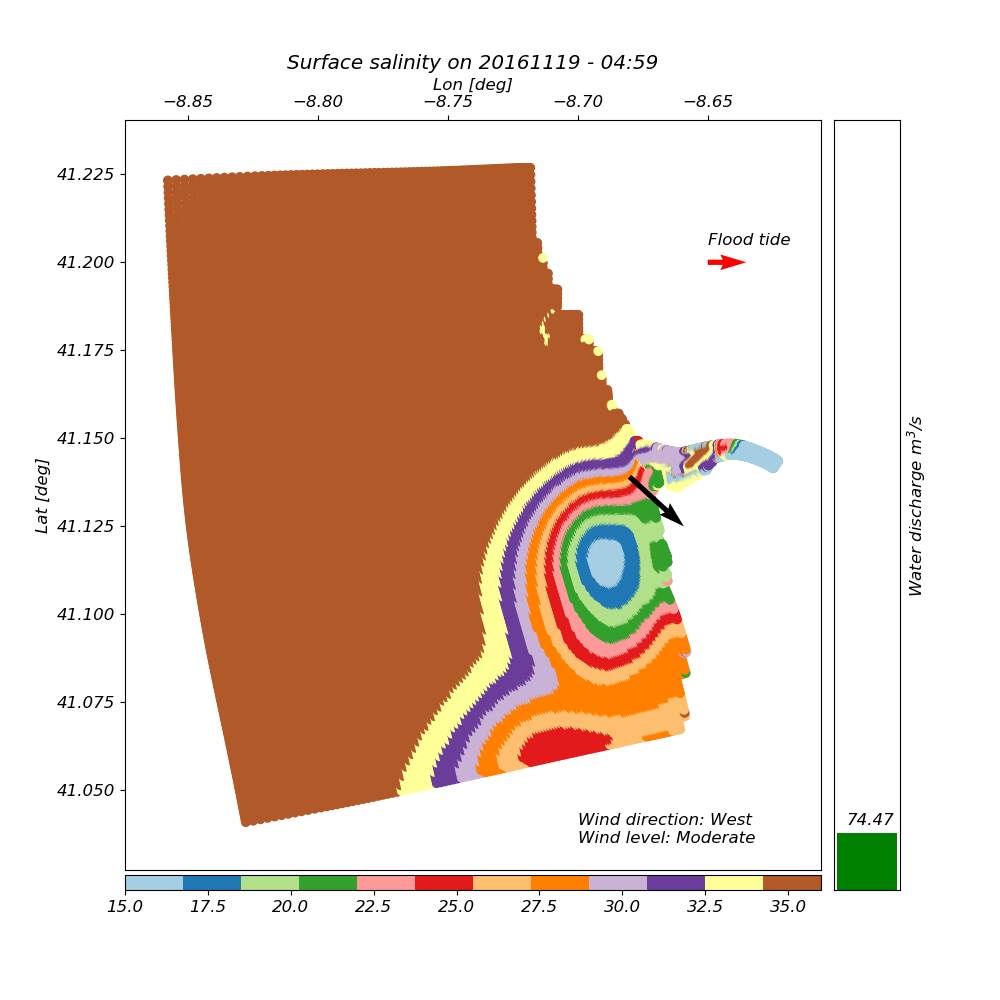 Surface salinity on 20161119 - 04:59
Lon [deg]
−8.85 −8.80 −8.75 −8.70 −8.65
41.225
41.200
41.175
41.150
41.125
41.100
41.075
41.050
Lat [deg]
Flood tide
Wind direction: West
Wind level: Moderate
74.47
Water discharge m³/s
15.0 17.5 20.0 22.5 25.0 27.5 30.0 32.5 35.0